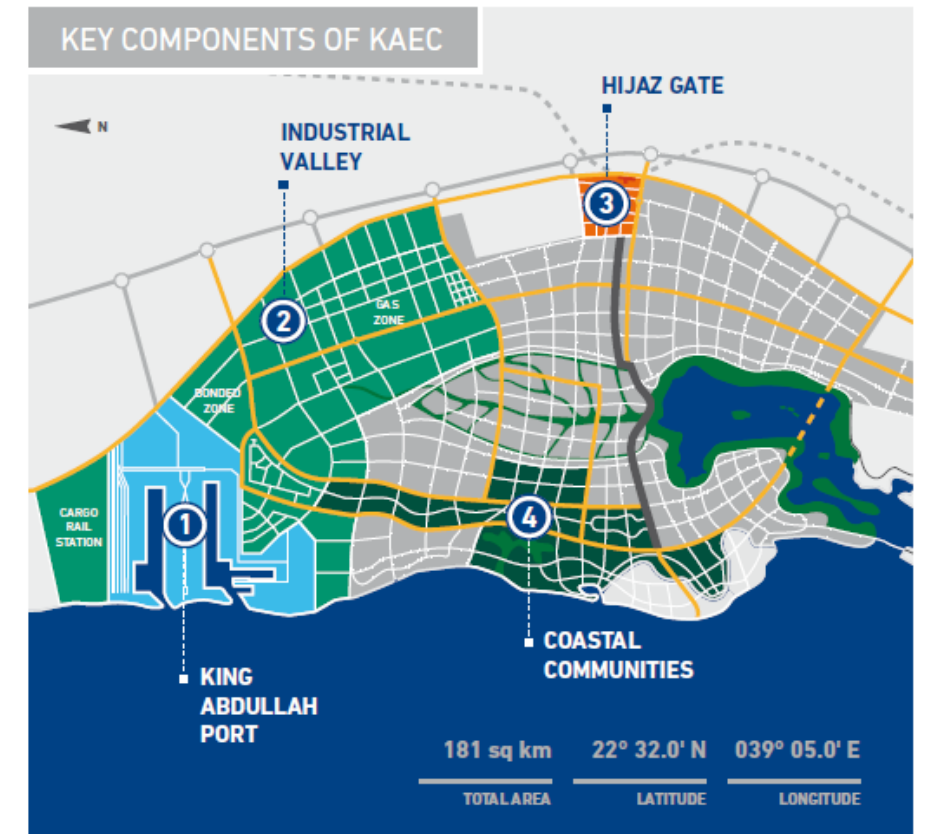 KEY COMPONENTS OF KAEC
HIJAZ GATE
N
INDUSTRIAL
VALLEY
3
2
GAS
ZONE
BONDED
ZONE
CARGO
RAIL
STATION
1
4
COASTAL
COMMUNITIES
KING
ABDULLAH
PORT
181 sq km
22° 32.0' N
039° 05.0' E
TOTAL AREA
LATITUDE
LONGITUDE